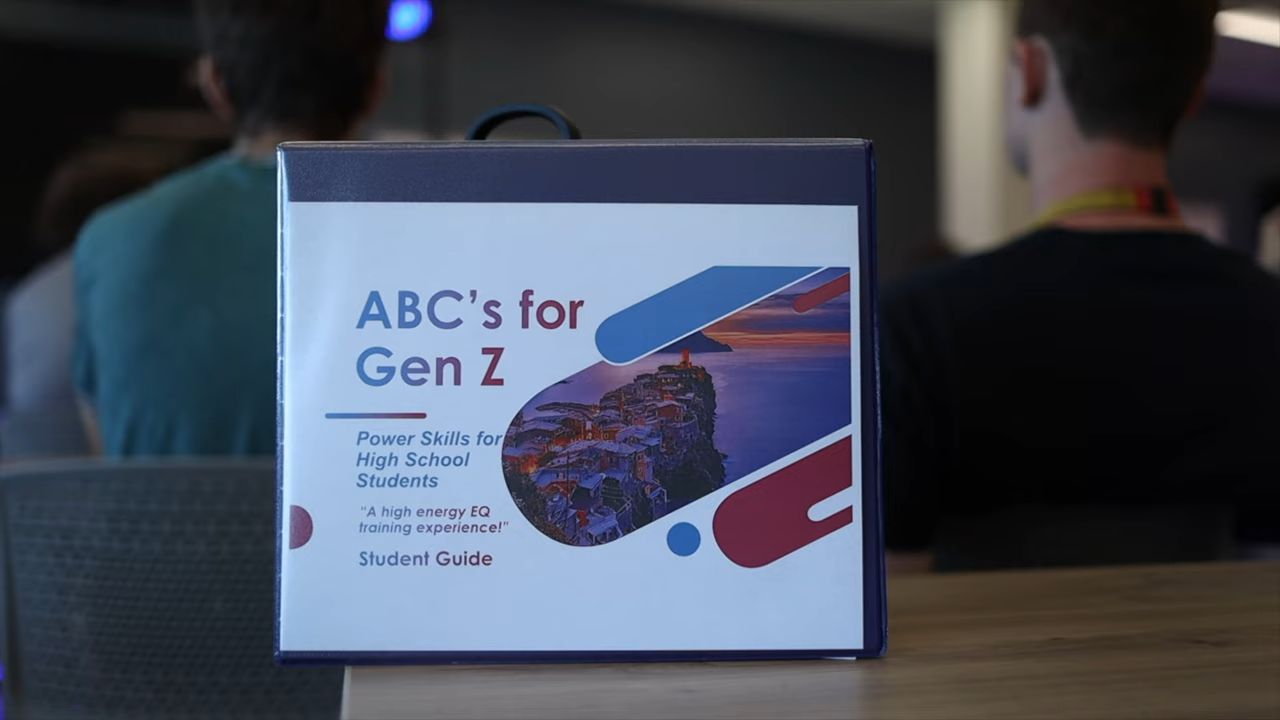 ABC's for
Gen Z
Power Skills for
High School
Students
"A high energy EQ
training experience!"
Student Guide